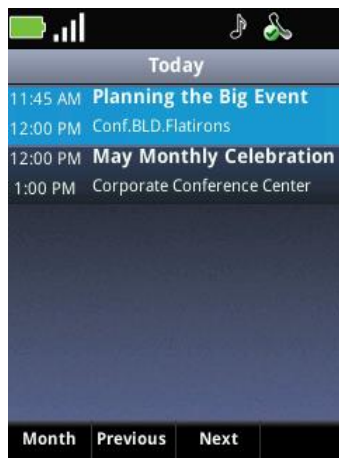 Today
11:45 AM Planning the Big Event
12:00 PM Conf.BLD.Flatirons
12:00 PM May Monthly Celebration
1:00 PM Corporate Conference Center
Month Previous Next